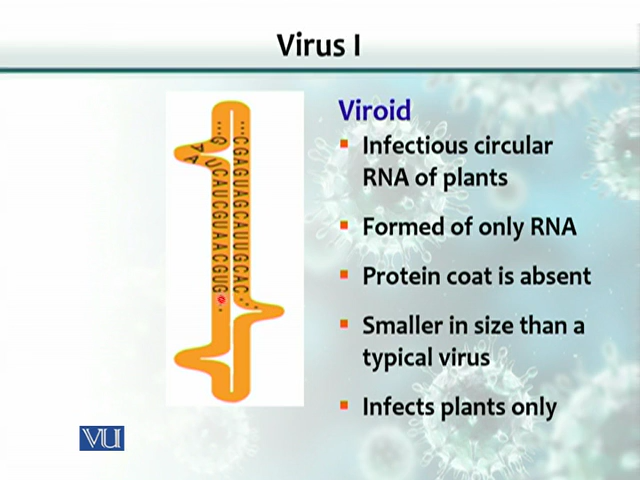 Virus I
Viroid
Infectious circular
RNA of plants
Formed of only RNA
Protein coat is absent
Smaller in size than a
typical virus
Infects plants only
VU